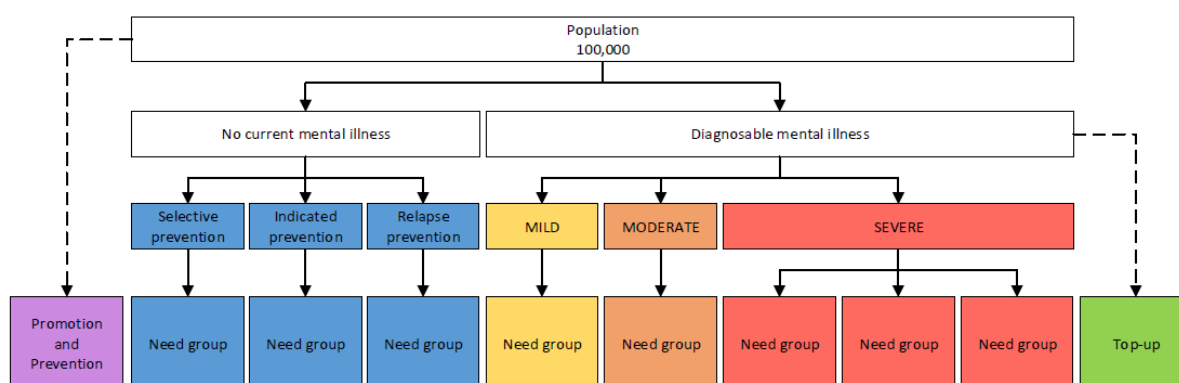 Population
100,000
No current mental illness
Diagnosable mental illness
Selective
prevention
Indicated
prevention
Relapse
prevention
MILD
MODERATE
SEVERE
Promotion
and
Prevention
Need group
Need group
Need group
Need group
Need group
Need group
Need group
Need group
Top-up